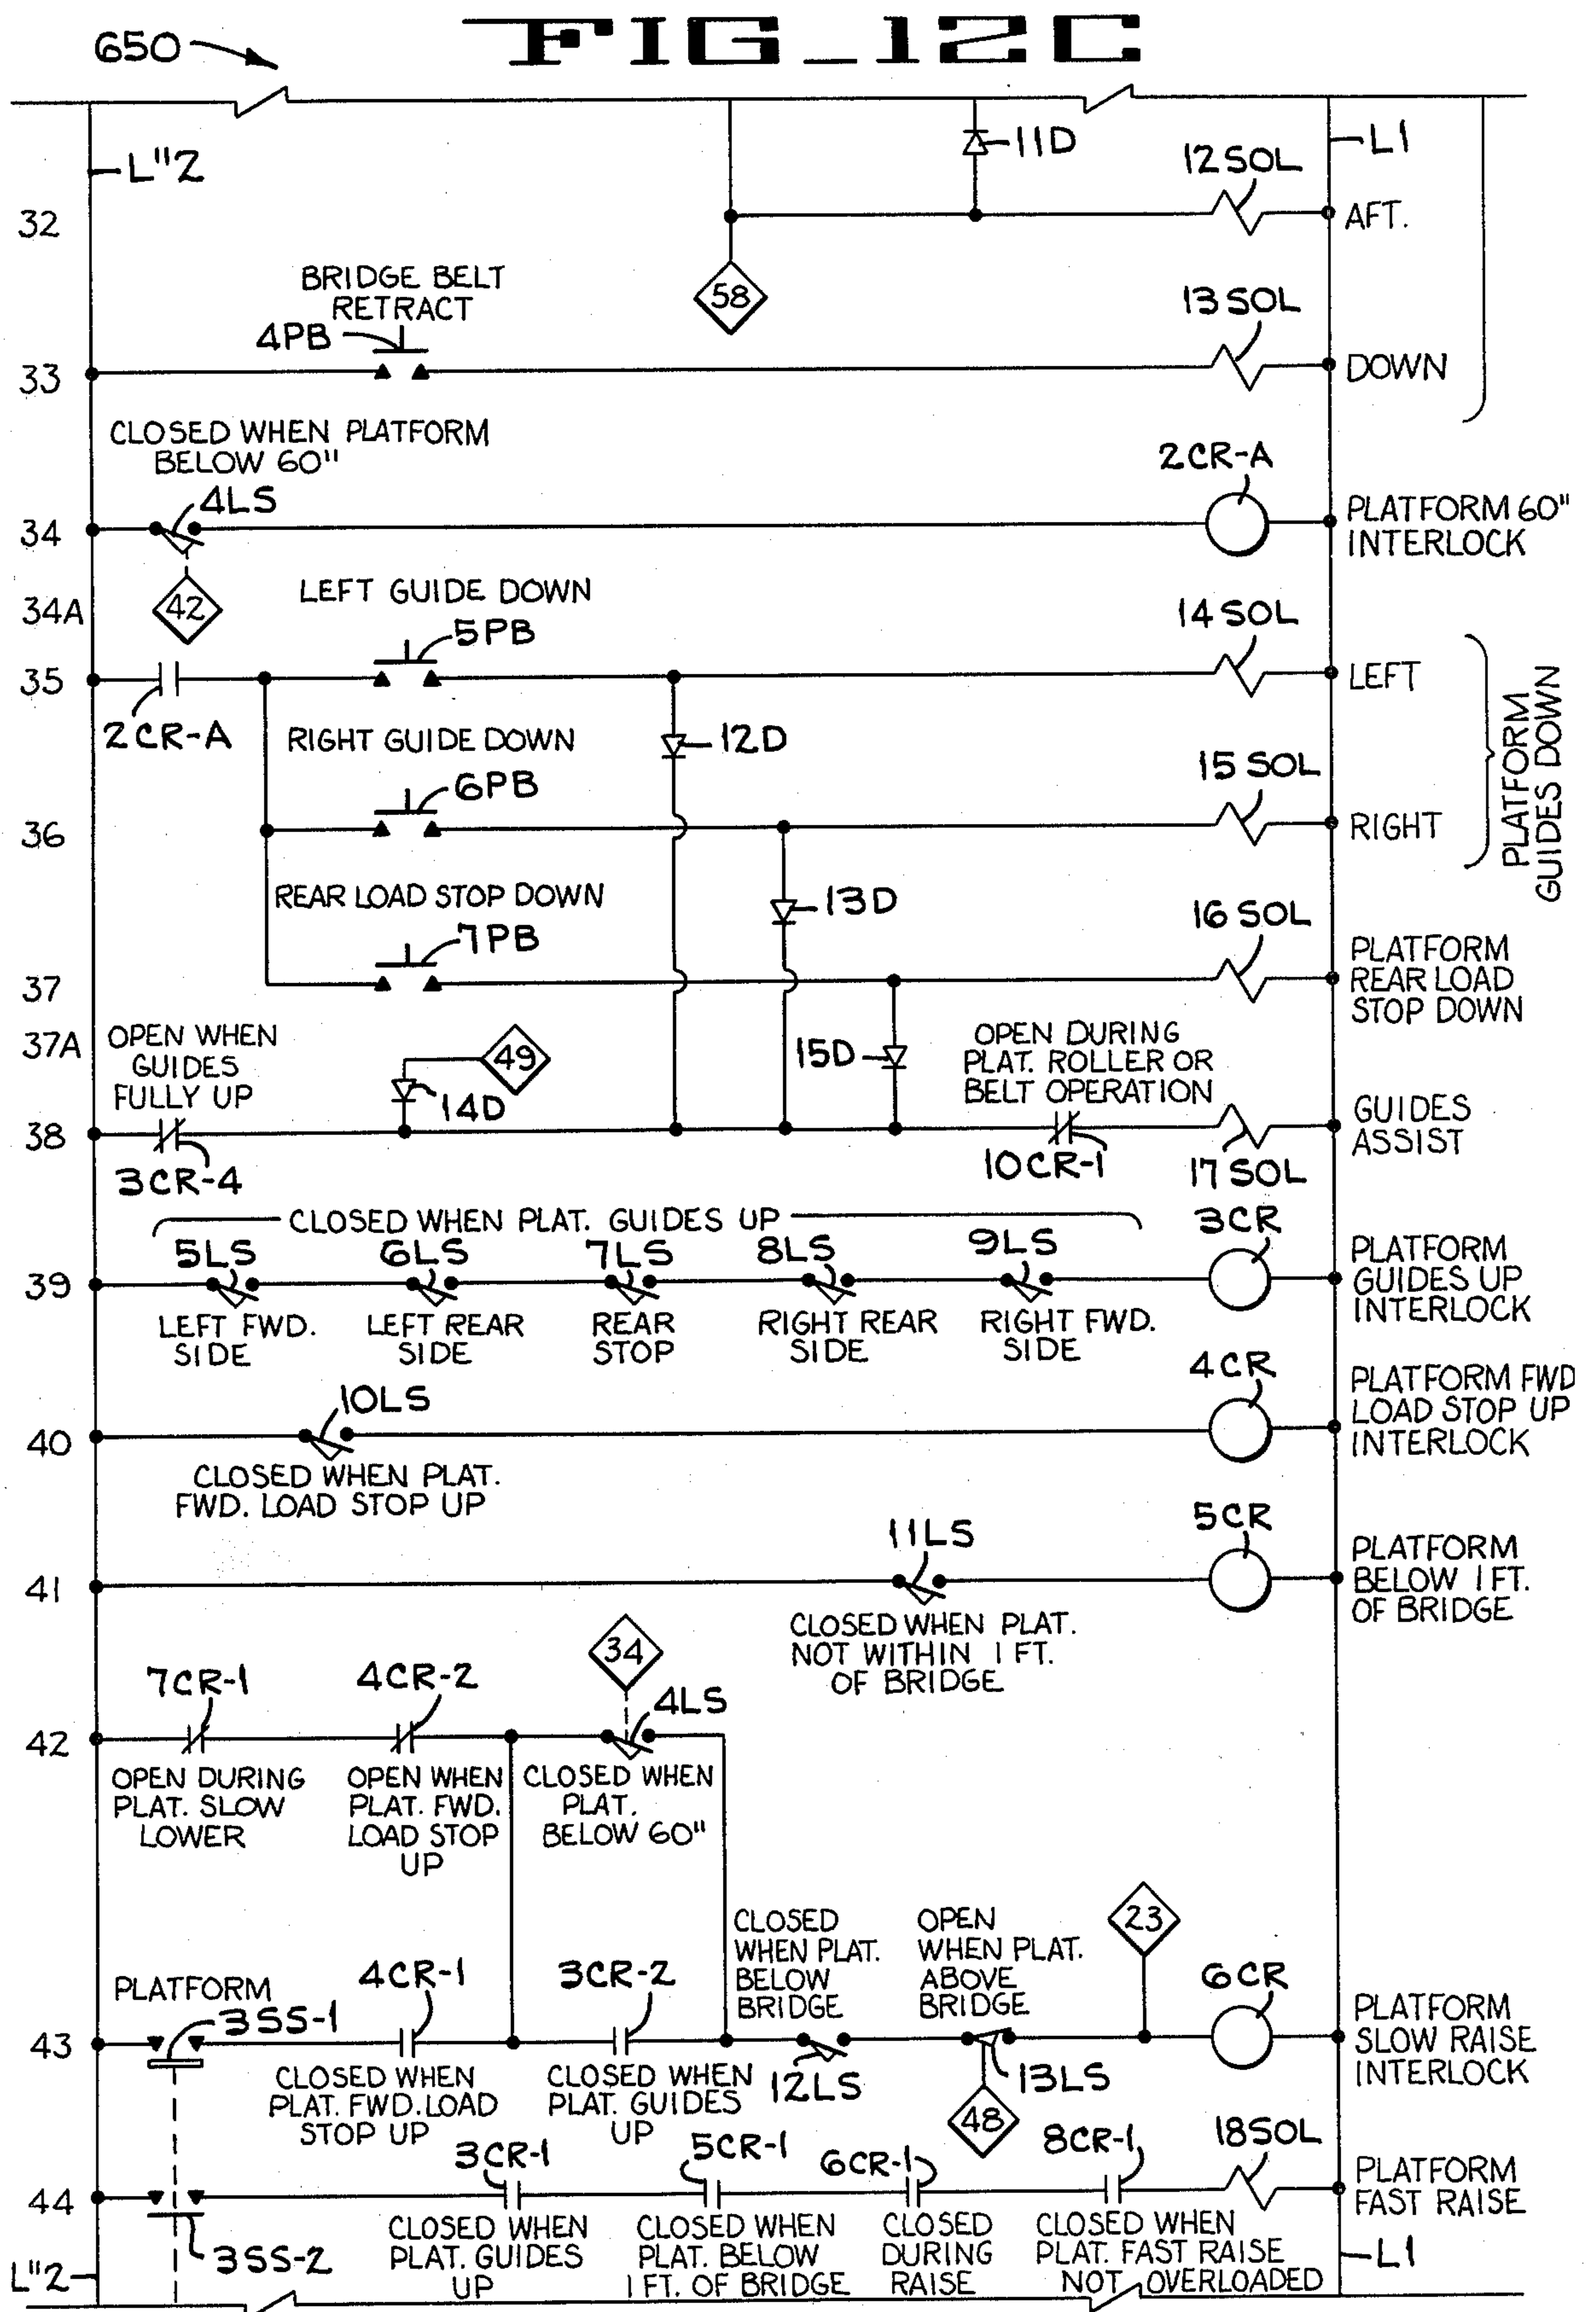 FIG_12C
650
L"2
11D
L1
12 SOL
32
AFT.
58
BRIDGE BELT
RETRACT
4PB
13 SOL
33
DOWN
CLOSED WHEN PLATFORM
BELOW 60"
4LS
2CR-A
34
PLATFORM 60"
INTERLOCK
34A
42
LEFT GUIDE DOWN
5PB
14 SOL
35
LEFT
2CR-A
RIGHT GUIDE DOWN
12D
6PB
15 SOL
36
RIGHT
PLATFORM
GUIDES DOWN
REAR LOAD STOP DOWN
13D
7PB
16 SOL
37
PLATFORM
REAR LOAD
STOP DOWN
37A
OPEN WHEN
GUIDES
FULLY UP
49
14D
15D
OPEN DURING
PLAT. ROLLER OR
BELT OPERATION
38
3CR-4
10CR-1
17 SOL
GUIDES
ASSIST
CLOSED WHEN PLAT. GUIDES UP
5LS
6LS
7LS
8LS
9LS
3CR
39
PLATFORM
GUIDES UP
INTERLOCK
LEFT FWD.
SIDE
LEFT REAR
SIDE
REAR
STOP
RIGHT REAR
SIDE
RIGHT FWD.
SIDE
10LS
4CR
40
PLATFORM FWD
LOAD STOP UP
INTERLOCK
CLOSED WHEN PLAT.
FWD. LOAD STOP UP
11LS
5CR
41
PLATFORM
BELOW 1 FT.
OF BRIDGE
CLOSED WHEN PLAT.
NOT WITHIN 1 FT.
OF BRIDGE
34
7CR-1
4CR-2
4LS
42
OPEN DURING
PLAT. SLOW
LOWER
OPEN WHEN
PLAT. FWD.
LOAD STOP
UP
CLOSED WHEN
PLAT.
BELOW 60"
CLOSED
WHEN PLAT.
BELOW
BRIDGE
OPEN
WHEN PLAT.
ABOVE
BRIDGE
23
PLATFORM
3SS-1
4CR-1
3CR-2
6CR
43
PLATFORM
SLOW RAISE
INTERLOCK
CLOSED WHEN
PLAT. FWD. LOAD
STOP UP
CLOSED WHEN
PLAT. GUIDES
UP
12LS
13LS
48
3CR-1
5CR-1
6CR-1
8CR-1
18SOL
44
PLATFORM
FAST RAISE
3SS-2
CLOSED WHEN
PLAT. GUIDES
UP
CLOSED WHEN
PLAT. BELOW
1 FT. OF BRIDGE
CLOSED
DURING
RAISE
CLOSED WHEN
PLAT. FAST RAISE
NOT OVERLOADED
L"2
L1